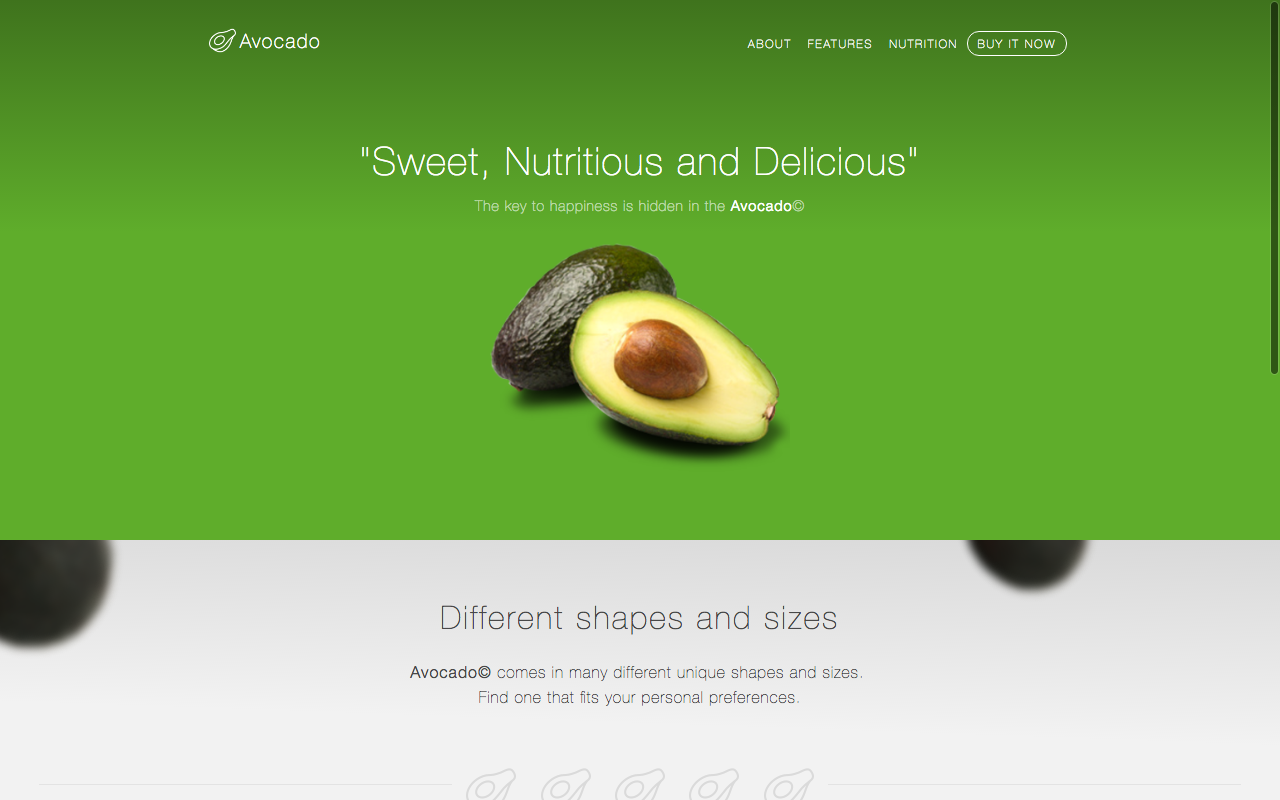 Avocado
ABOUT FEATURES NUTRITION BUY IT NOW
"Sweet, Nutritious and Delicious"
The key to happiness is hidden in the Avocado©
Different shapes and sizes
Avocado© comes in many different unique shapes and sizes.
Find one that fits your personal preferences.